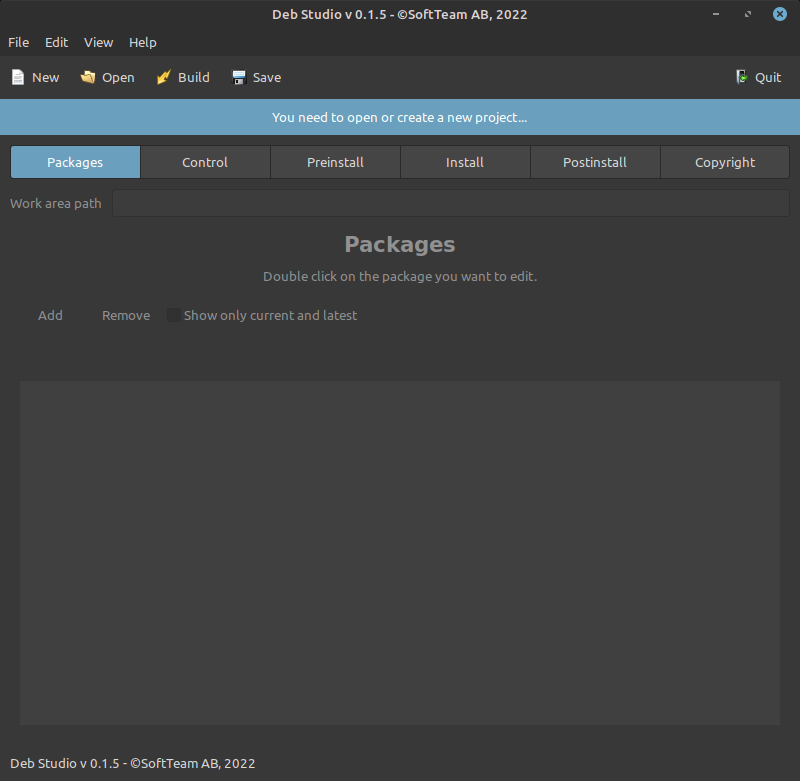 Deb Studio v 0.1.5 - ©SoftTeam AB, 2022
File Edit View Help
New Open Build Save Quit
You need to open or create a new project...
Packages Control Preinstall Install Postinstall Copyright
Work area path
Packages
Double click on the package you want to edit.
Add Remove Show only current and latest
Deb Studio v 0.1.5 - ©SoftTeam AB, 2022